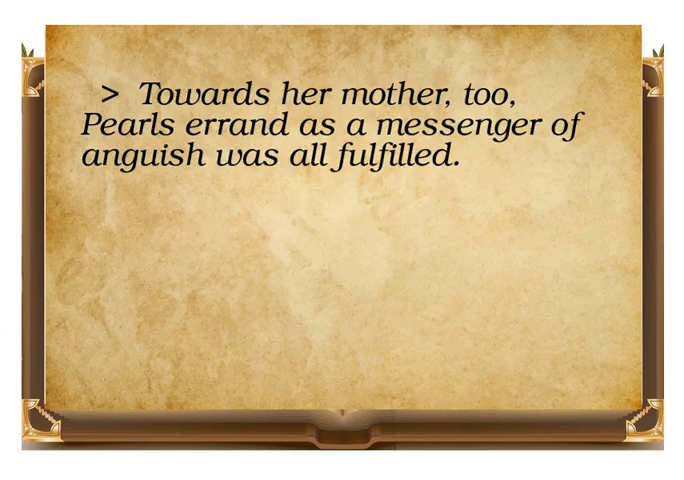 > Towards her mother, too,
Pearls errand as a messenger of
anguish was all fulfilled.